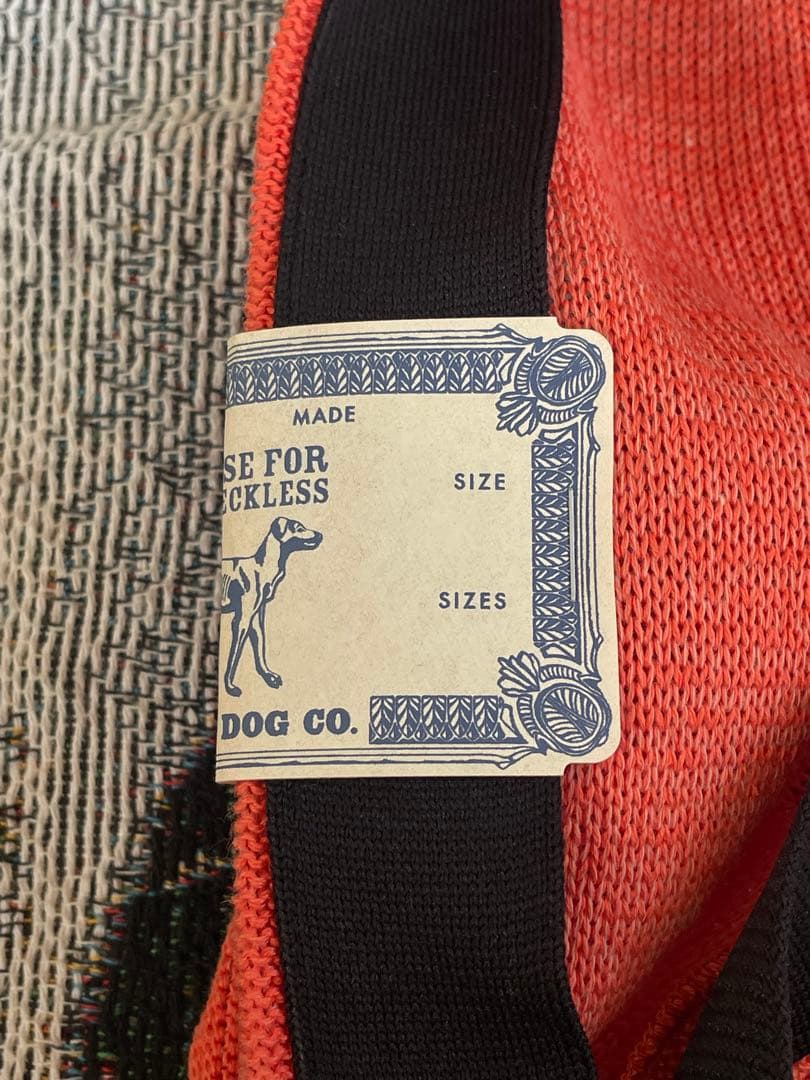 MADE
SE FOR
ECKLESS
SIZE
SIZES
DOG CO.